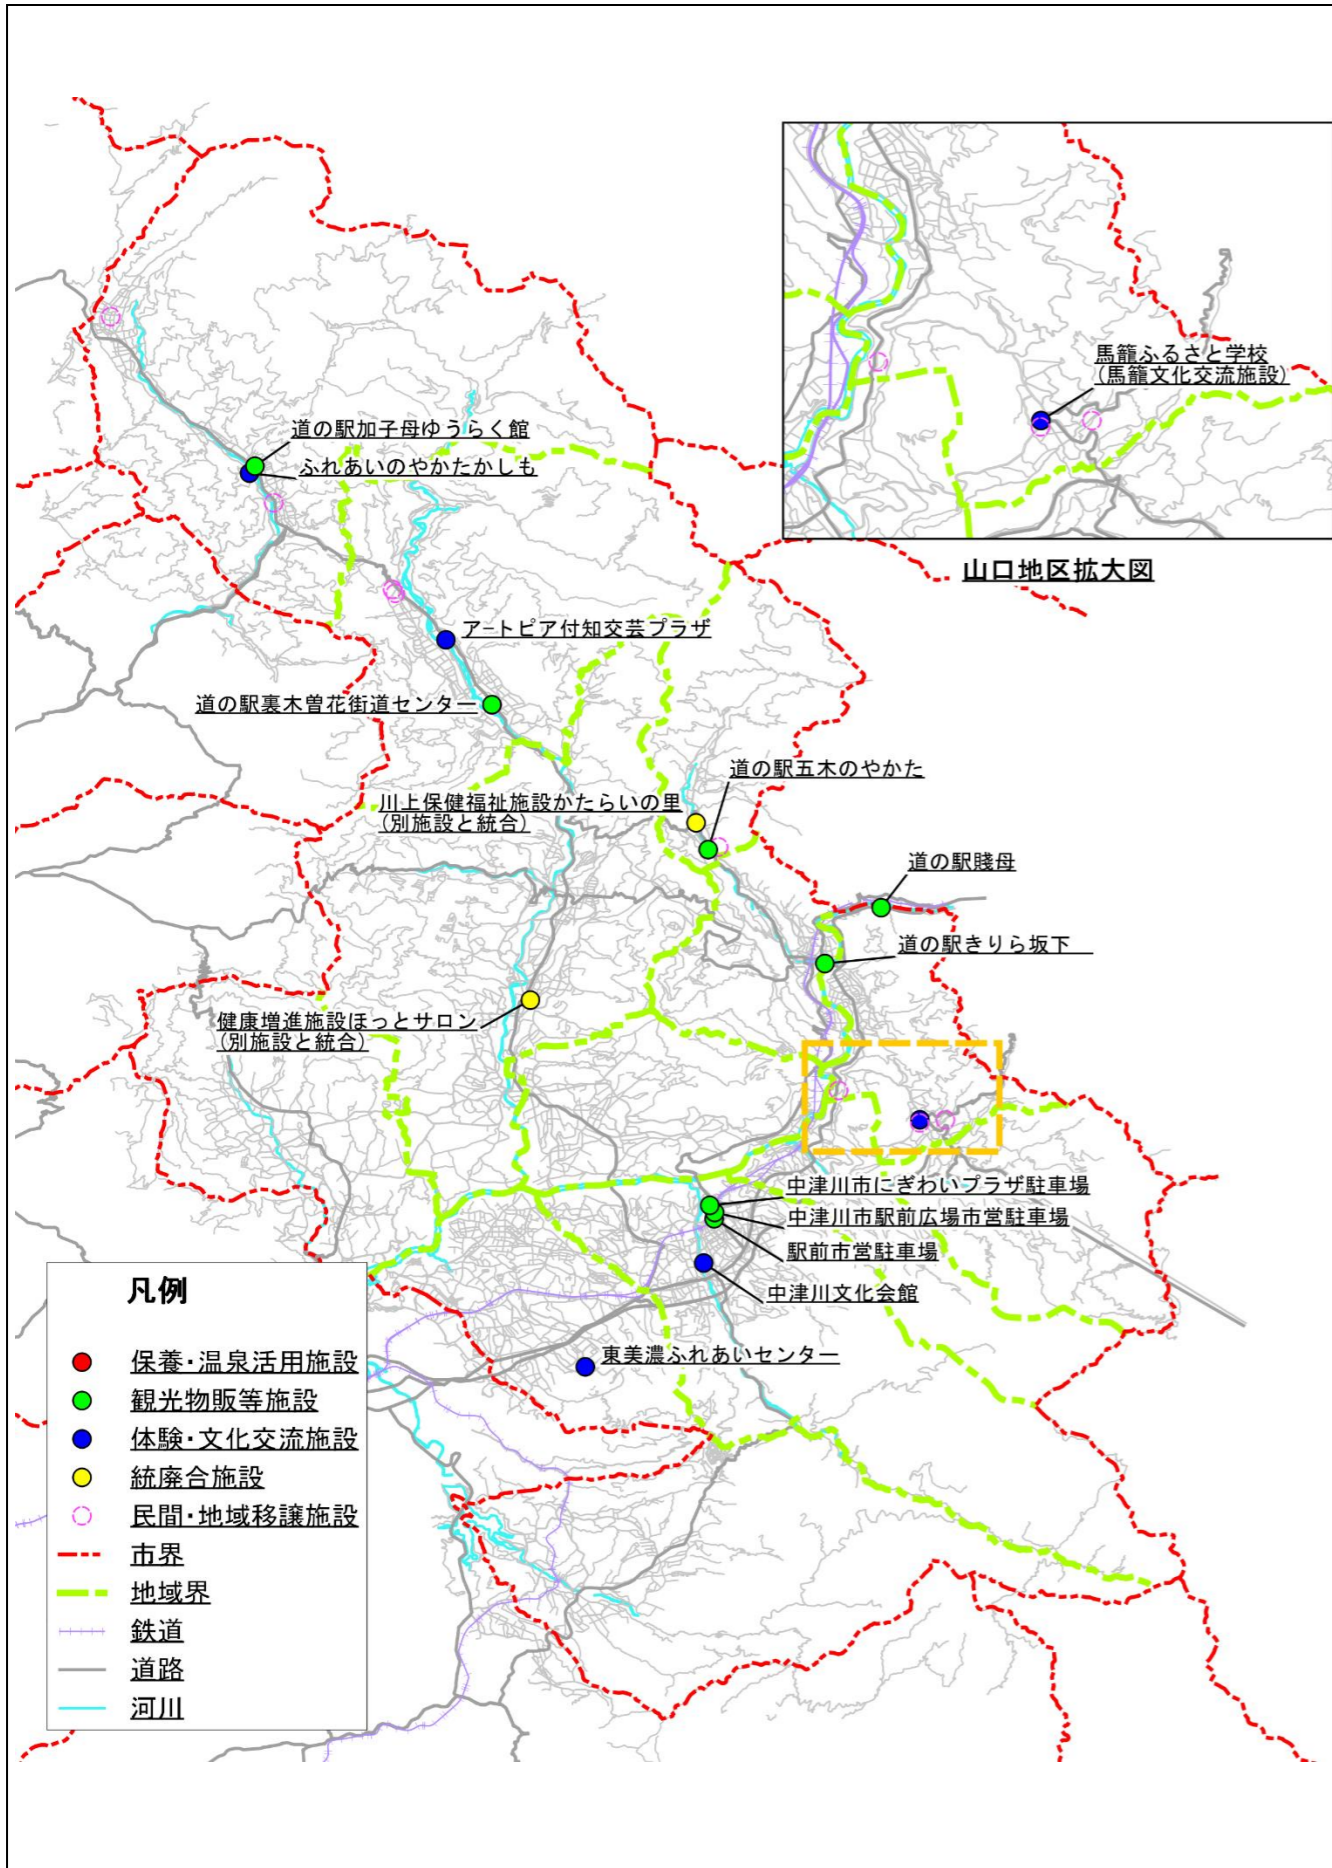 馬籠ふるさと学校
(馬籠文化交流施設)
山口地区拡大図
道の駅加子母ゆうらく館
ふれあいのやかたかしも
アートピア付知交芸プラザ
道の駅裏木曽花街道センター
道の駅五木のやかた
川上保健福祉施設かたらいの里
(別施設と統合)
道の駅賤母
道の駅きりら坂下
健康増進施設ほっとサロン
(別施設と統合)
中津川市にぎわいプラザ駐車場
中津川市駅前広場市営駐車場
駅前市営駐車場
中津川文化会館
東美濃ふれあいセンター
凡例
保養・温泉活用施設
観光物販等施設
体験・文化交流施設
統廃合施設
民間・地域移譲施設
市界
地域界
鉄道
道路
河川